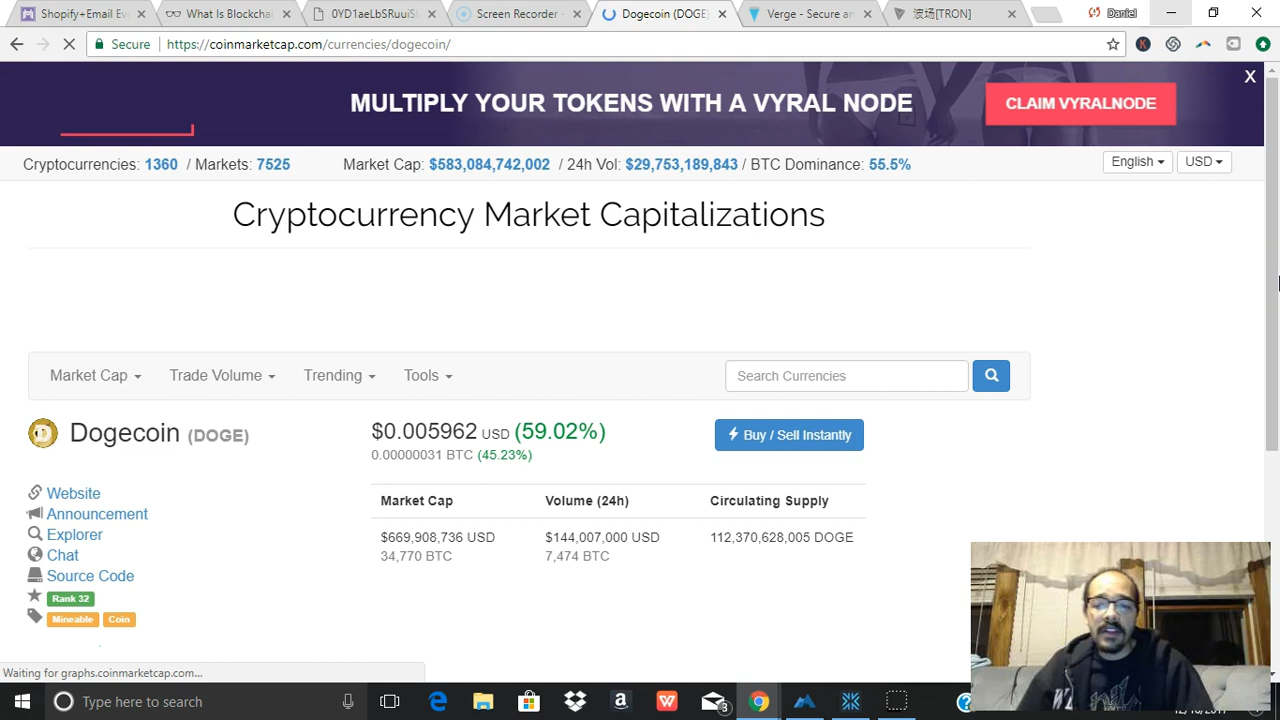 Shopify+Email Ev
What Is Blockchai
0YD1aeLbSRuuiS
Screen Recorder -
Dogecoin (DOGE)
Verge - Secure an
波场[TRON]
Daniel
Secure
https://coinmarketcap.com/currencies/dogecoin/
MULTIPLY YOUR TOKENS WITH A VYRAL NODE
CLAIM VYRALNODE
X
Cryptocurrencies: 1360 / Markets: 7525 Market Cap: $583,084,742,002 / 24h Vol: $29,753,189,843 / BTC Dominance: 55.5%
English
USD
Cryptocurrency Market Capitalizations
Market Cap Trade Volume Trending Tools
Search Currencies
Dogecoin (DOGE)
$0.005962 USD (59.02%)
0.00000031 BTC (45.23%)
Buy / Sell Instantly
Website
Announcement
Explorer
Chat
Source Code
Rank 32
Mineable Coin
Market Cap Volume (24h) Circulating Supply
$669,908,736 USD $144,007,000 USD 112,370,628,005 DOGE
34,770 BTC 7,474 BTC
Waiting for graphs.coinmarketcap.com...
Type here to search
3